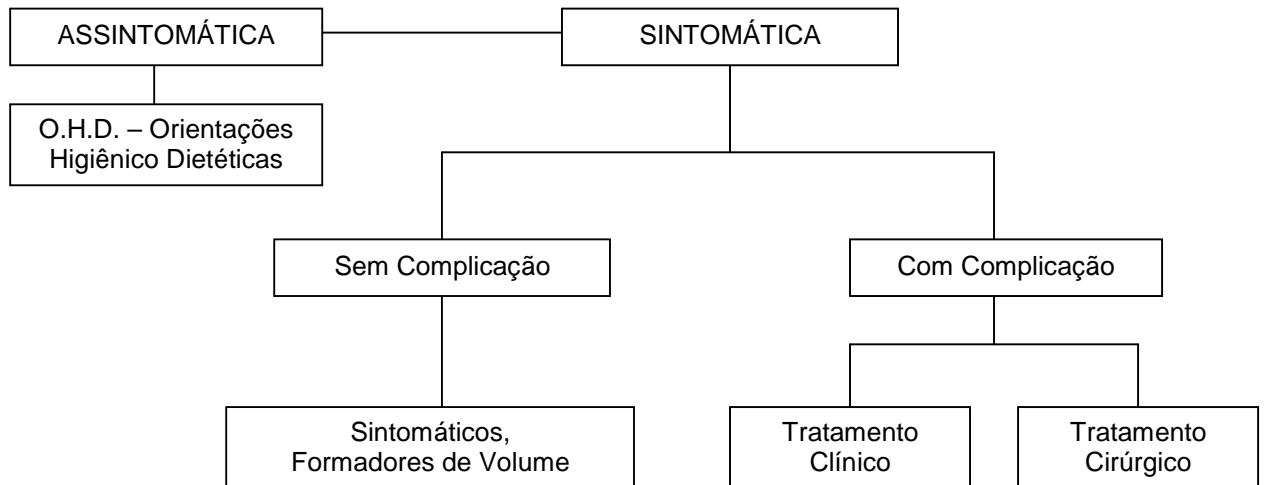 ASSINTOMÁTICA
SINTOMÁTICA
O.H.D. – Orientações
Higiênico Dietéticas
Sem Complicação
Com Complicação
Sintomáticos,
Formadores de Volume
Tratamento
Clínico
Tratamento
Cirúrgico